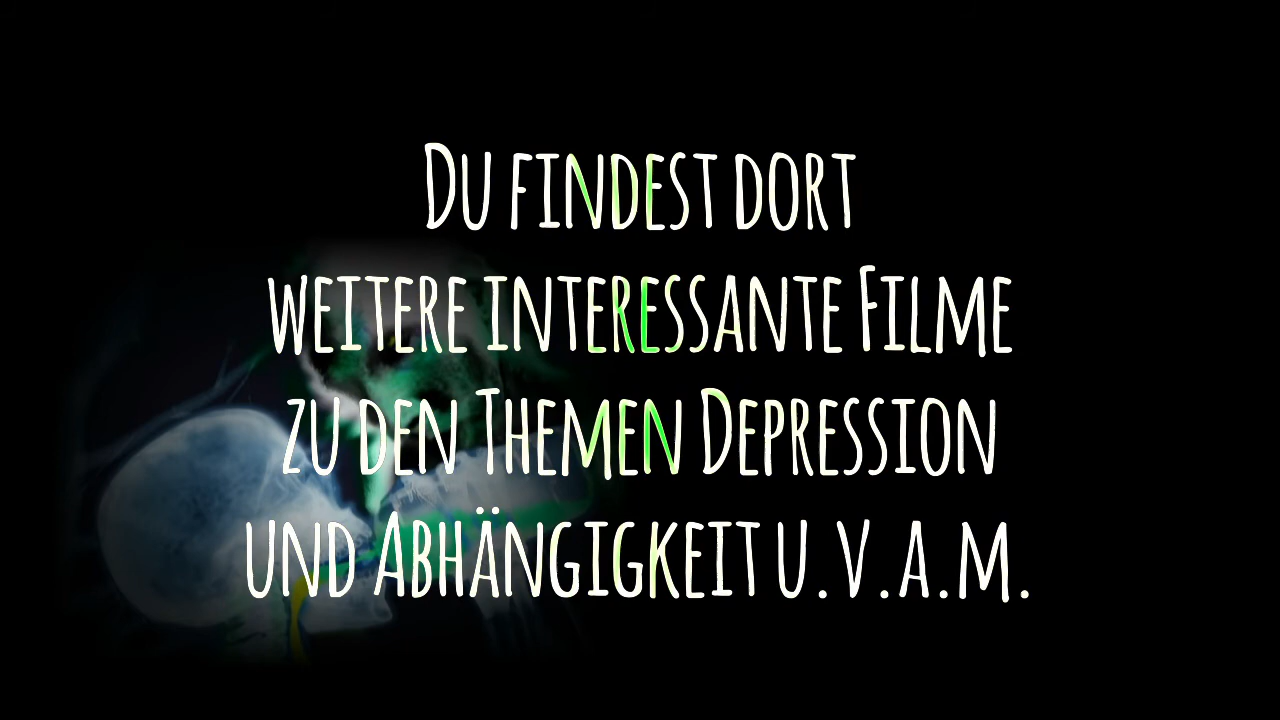 Du findest dort
weitere interessante Filme
zu den Themen Depression
und Abhängigkeit u.v.a.m.